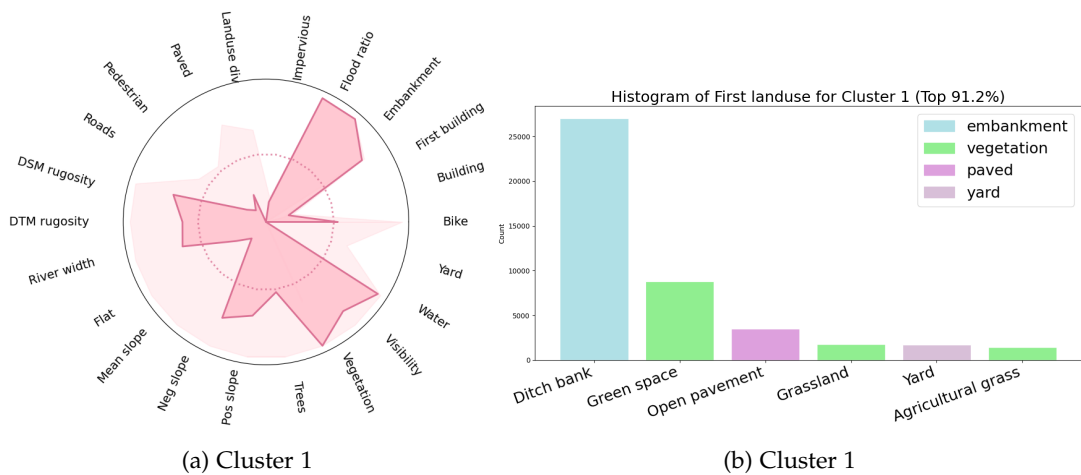 Landuse div
Impervious
Flood ratio
Embankment
First building
Building
Bike
Yard
Water
Visibility
Vegetation
Trees
Pos slope
Neg slope
Mean slope
Flat
River width
DTM rugosity
DSM rugosity
Roads
Pedestrian
Paved
(a) Cluster 1
Histogram of First landuse for Cluster 1 (Top 91.2%)
embankment
vegetation
paved
yard
Count
25000
20000
15000
10000
5000
0
Ditch bank
Green space
Open pavement
Grassland
Yard
Agricultural grass
(b) Cluster 1